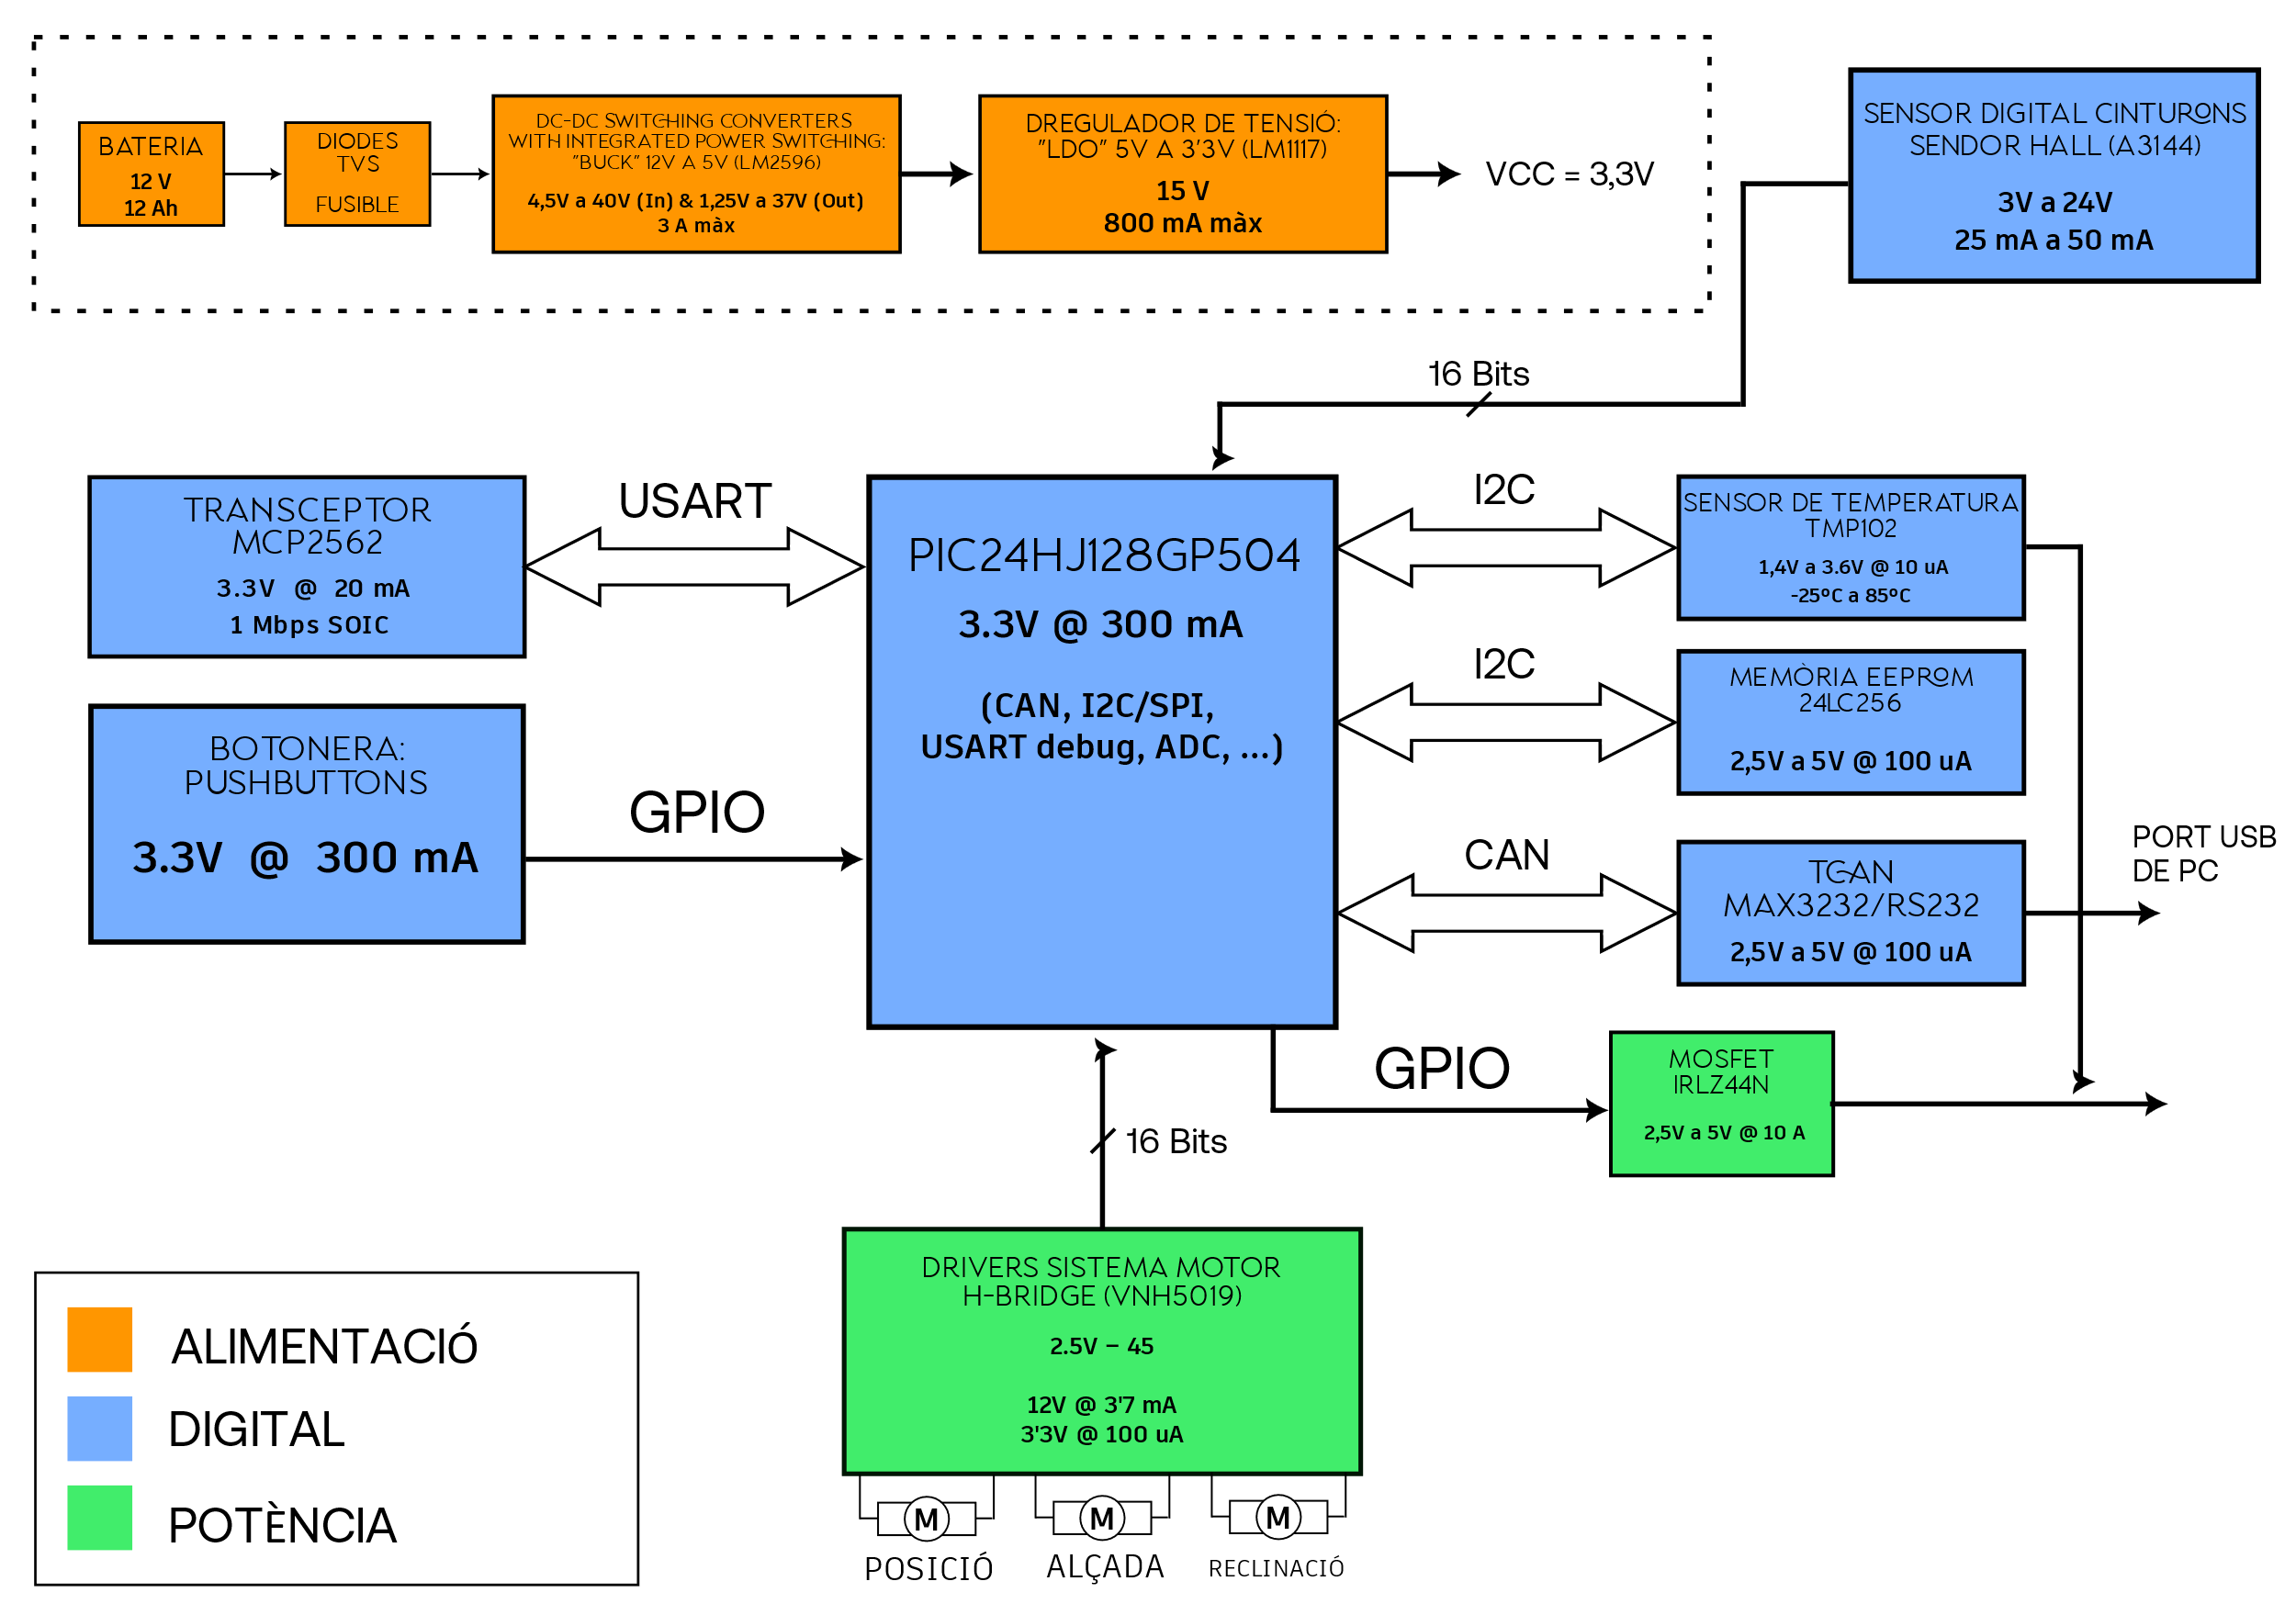 BATERIA
12 V
12 Ah
DIODES
TVS
FUSIBLE
DC-DC SWITCHING CONVERTERS
WITH INTEGRATED POWER SWITCHING:
"BUCK" 12V A 5V (LM2596)
4,5V a 40V (In) & 1,25V a 37V (Out)
3 A màx
DREGULADOR DE TENSIÓ:
"LDO" 5V A 3'3V (LM1117)
15 V
800 mA màx
VCC = 3,3V
SENSOR DIGITAL CINTURONS
SENDOR HALL (A3144)
3V a 24V
25 mA a 50 mA
16 Bits
TRANSCEPTOR
MCP2562
3.3V @ 20 mA
1 Mbps SOIC
USART
PIC24HJ128GP504
3.3V @ 300 mA
(CAN, I2C/SPI,
USART debug, ADC, ...)
I2C
SENSOR DE TEMPERATURA
TMP102
1,4V a 3.6V @ 10 uA
-25ºC a 85ºC
I2C
MEMÒRIA EEPROM
24LC256
2,5V a 5V @ 100 uA
BOTONERA:
PUSHBUTTONS
3.3V @ 300 mA
GPIO
CAN
TCAN
MAX3232/RS232
2,5V a 5V @ 100 uA
PORT USB
DE PC
GPIO
MOSFET
IRLZ44N
2,5V a 5V @ 10 A
16 Bits
DRIVERS SISTEMA MOTOR
H-BRIDGE (VNH5019)
2.5V – 45
12V @ 3'7 mA
3'3V @ 100 uA
M
M
M
POSICIÓ
ALÇADA
RECLINACIÓ
ALIMENTACIÓ
DIGITAL
POTÈNCIA